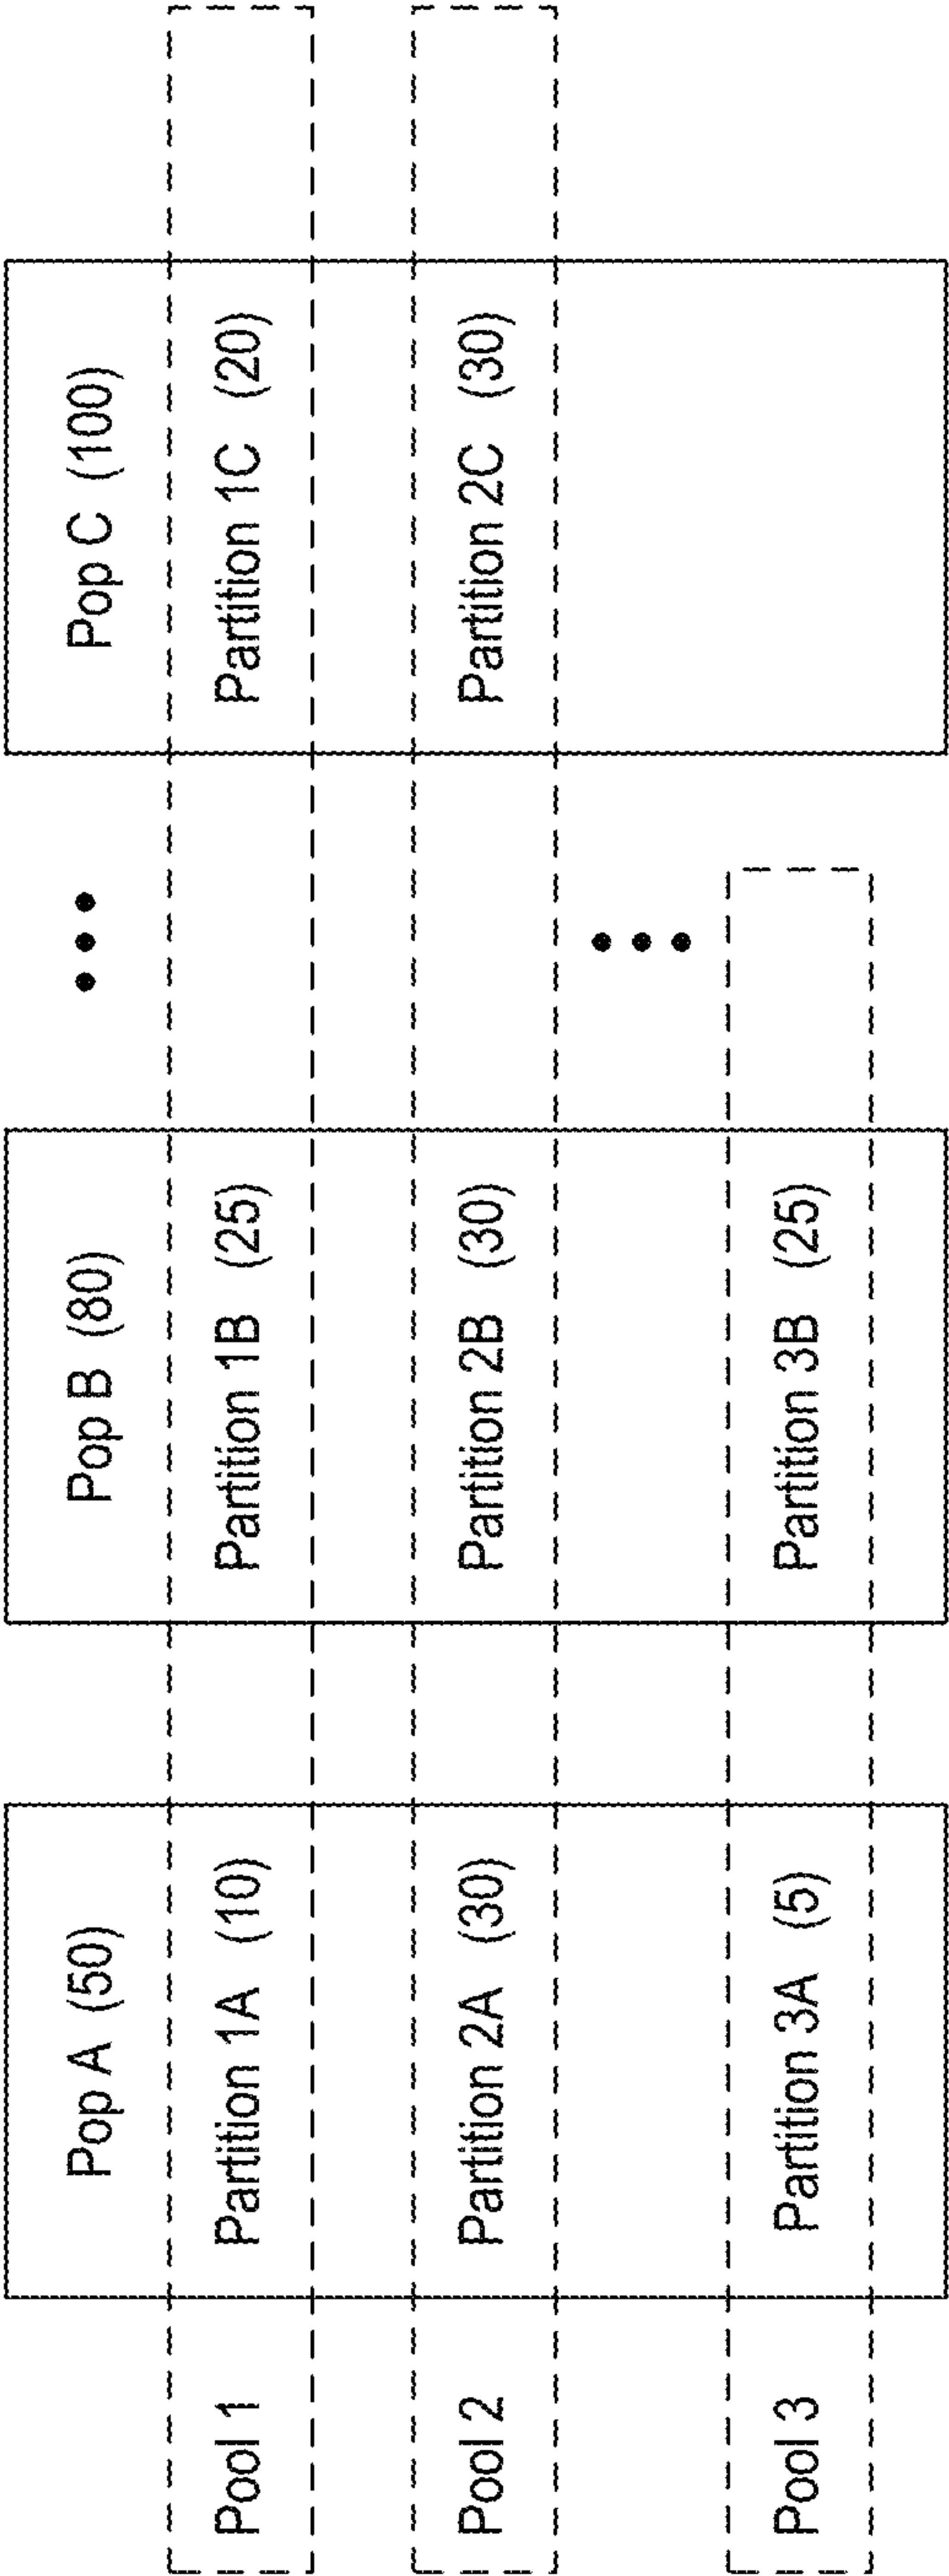 Pop A (50)
Pop B (80)
Pop C (100)
Pool 1
Partition 1A (10)
Partition 1B (25)
Partition 1C (20)
Pool 2
Partition 2A (30)
Partition 2B (30)
Partition 2C (30)
Pool 3
Partition 3A (5)
Partition 3B (25)